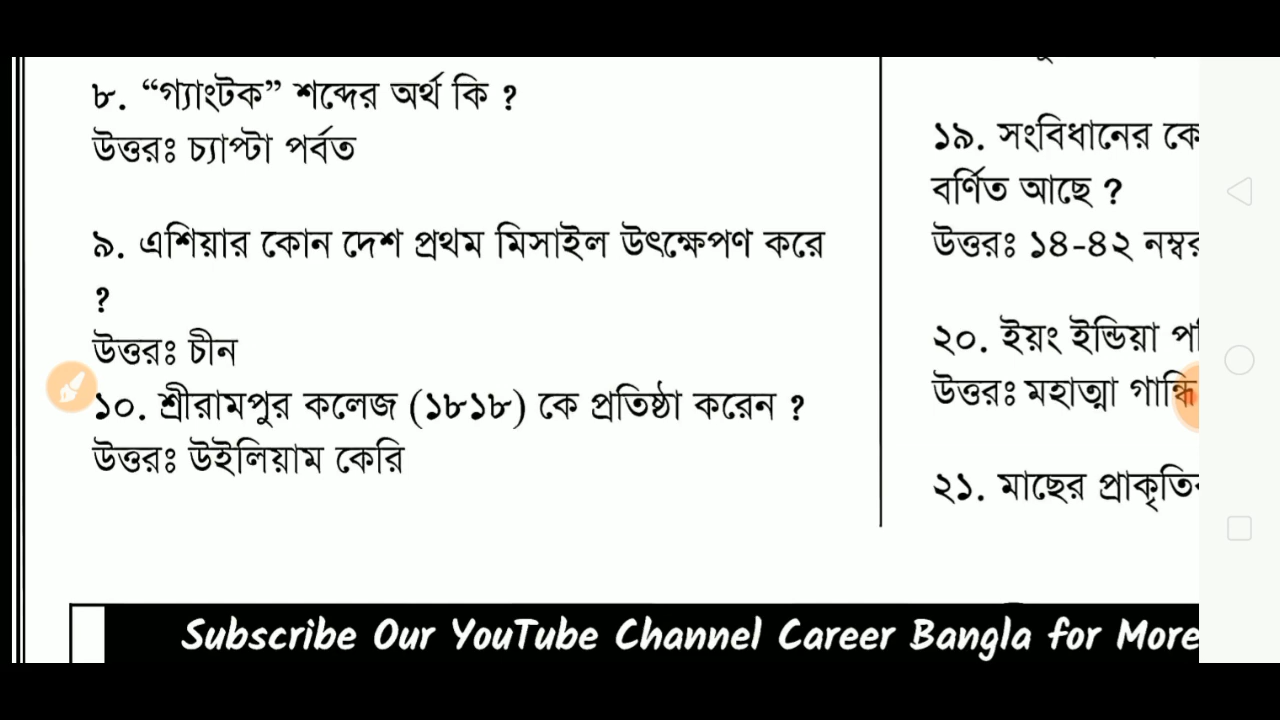 ৮. “গ্যাংটক” শব্দের অর্থ কি ?
উত্তরঃ চ্যাপ্টা পর্বত
৯. এশিয়ার কোন দেশ প্রথম মিসাইল উৎক্ষেপণ করে
?
উত্তরঃ চীন
১০. শ্রীরামপুর কলেজ (১৮১৮) কে প্রতিষ্ঠা করেন ?
উত্তরঃ উইলিয়াম কেরি
১৯. সংবিধানের
বর্ণিত আছে ?
উত্তরঃ ১৪-৪২ নম্বর
২০. ইয়ং ইন্ডিয়া
উত্তরঃ মহাত্মা গান্ধি
২১. মাছের
Subscribe Our YouTube Channel Career Bangla for More